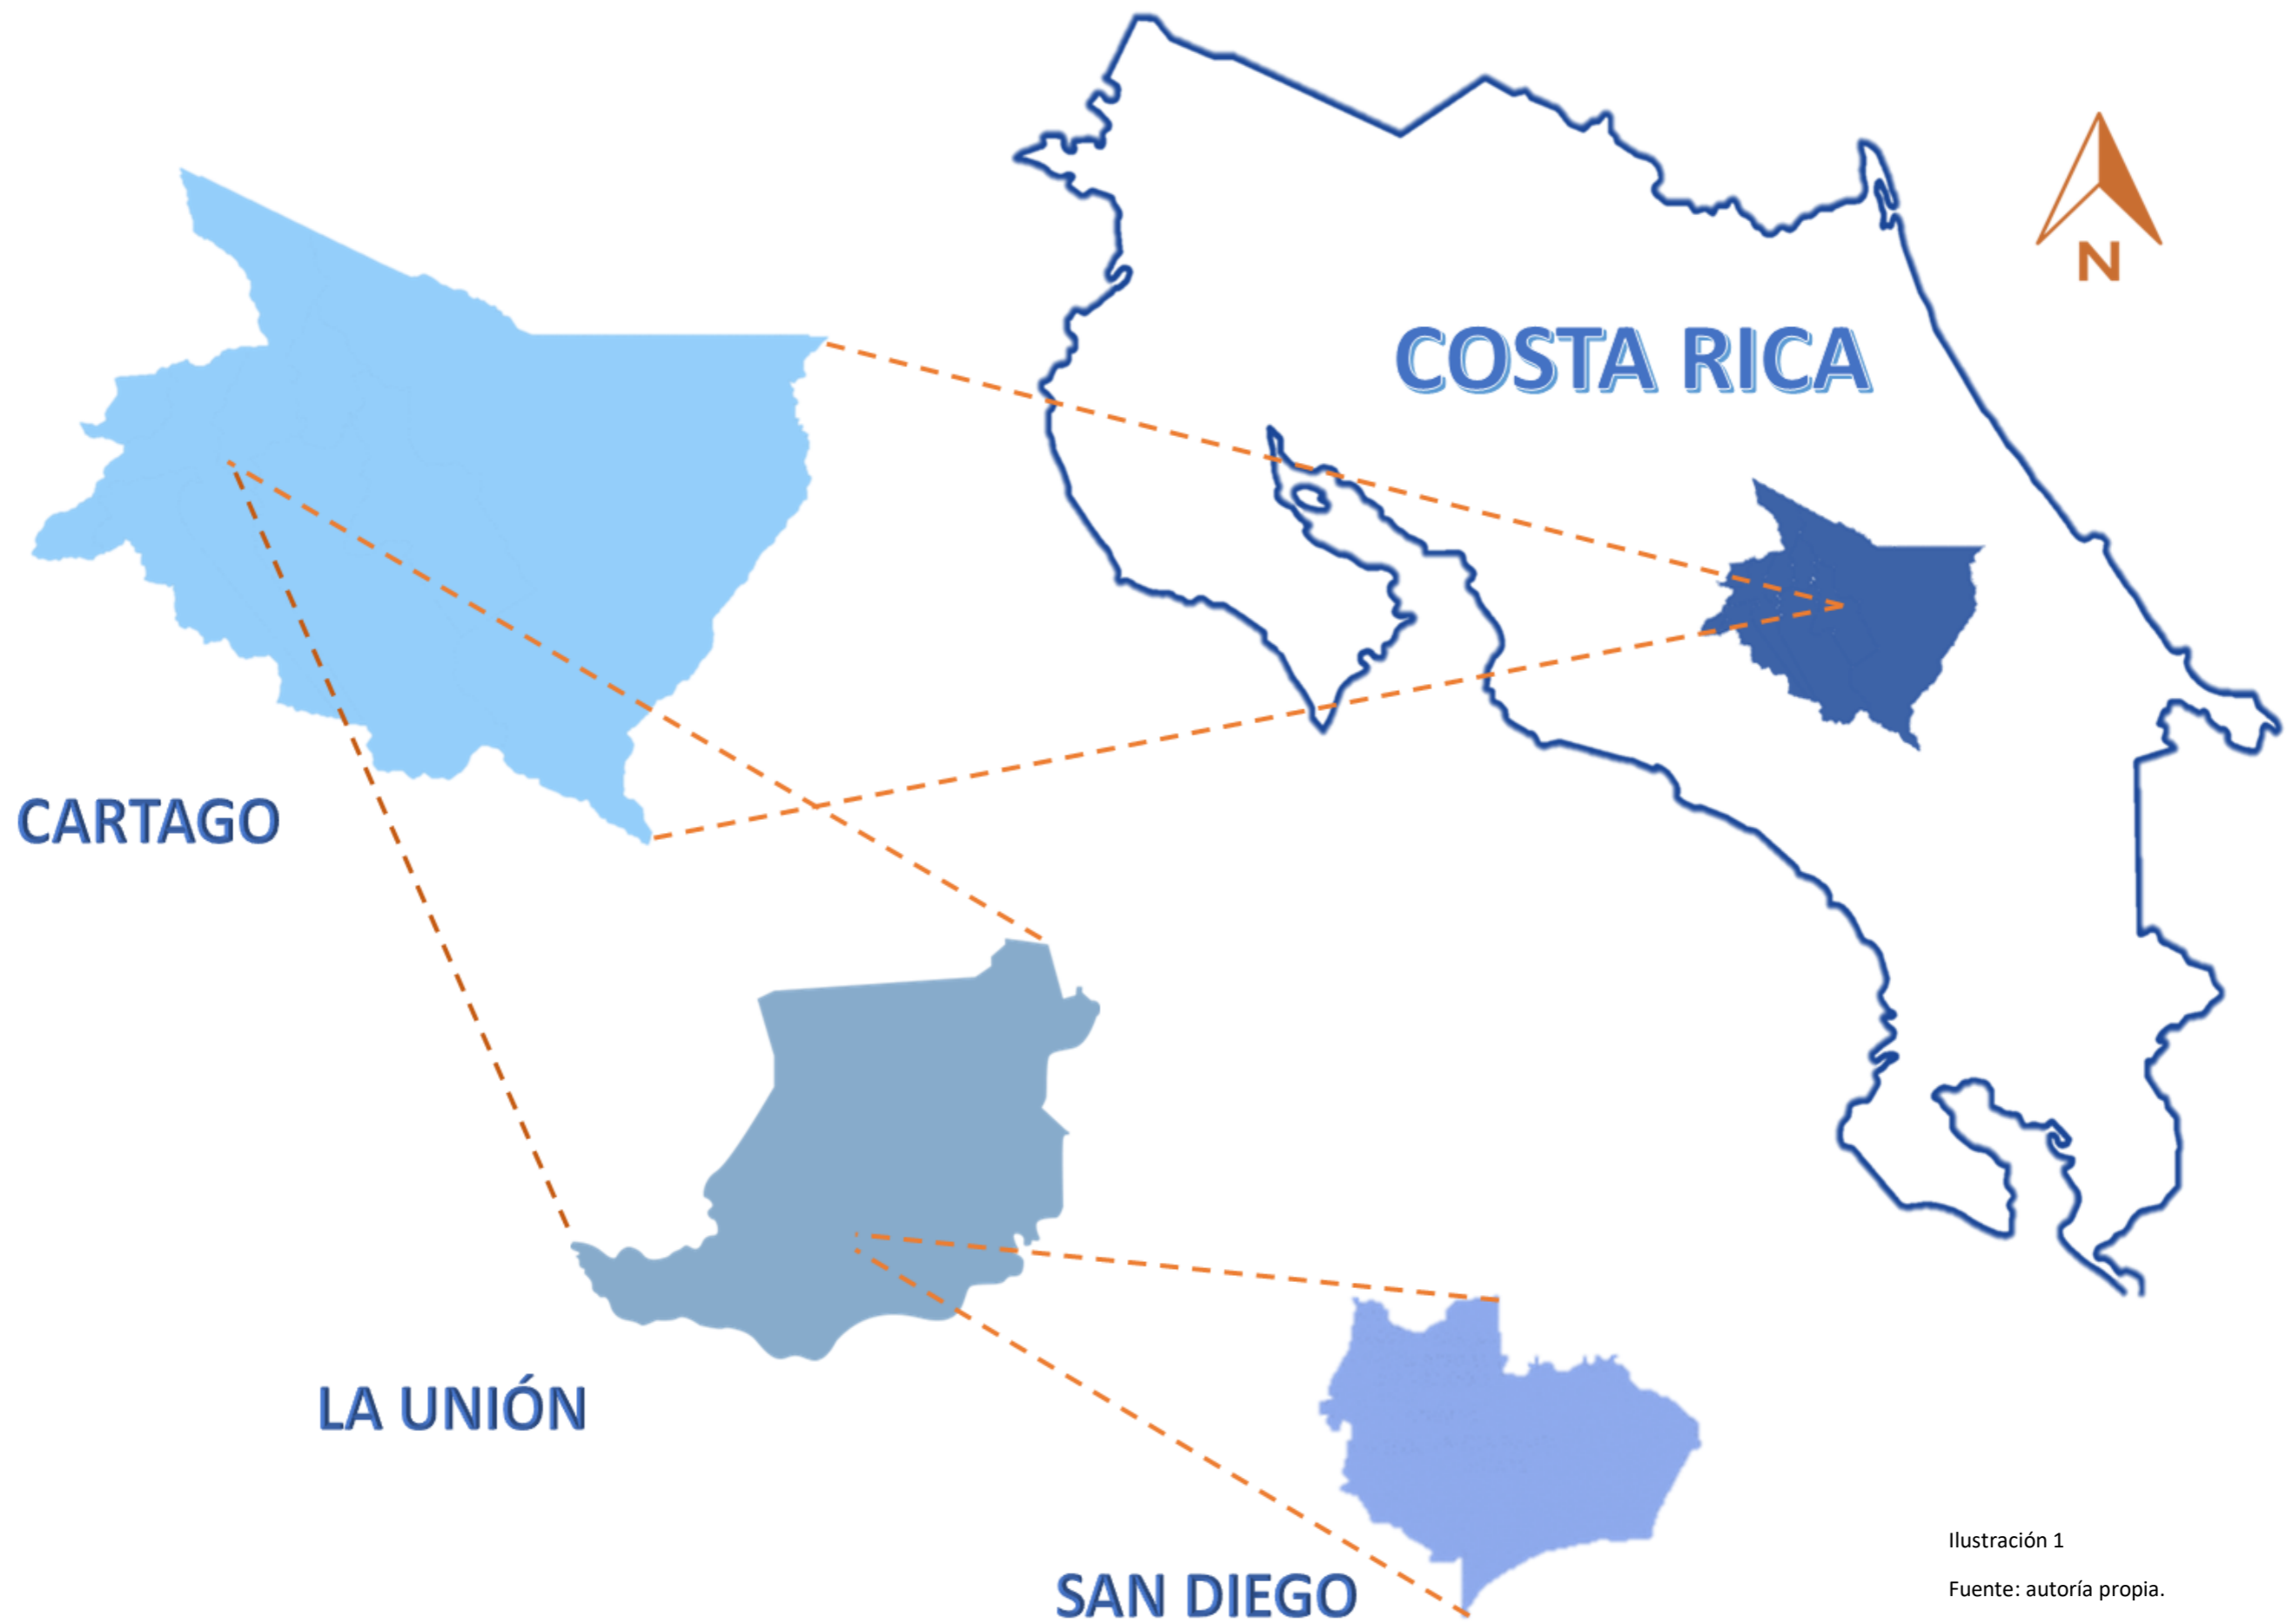 N
COSTA RICA
CARTAGO
LA UNIÓN
SAN DIEGO
Ilustración 1
Fuente: autoría propia.